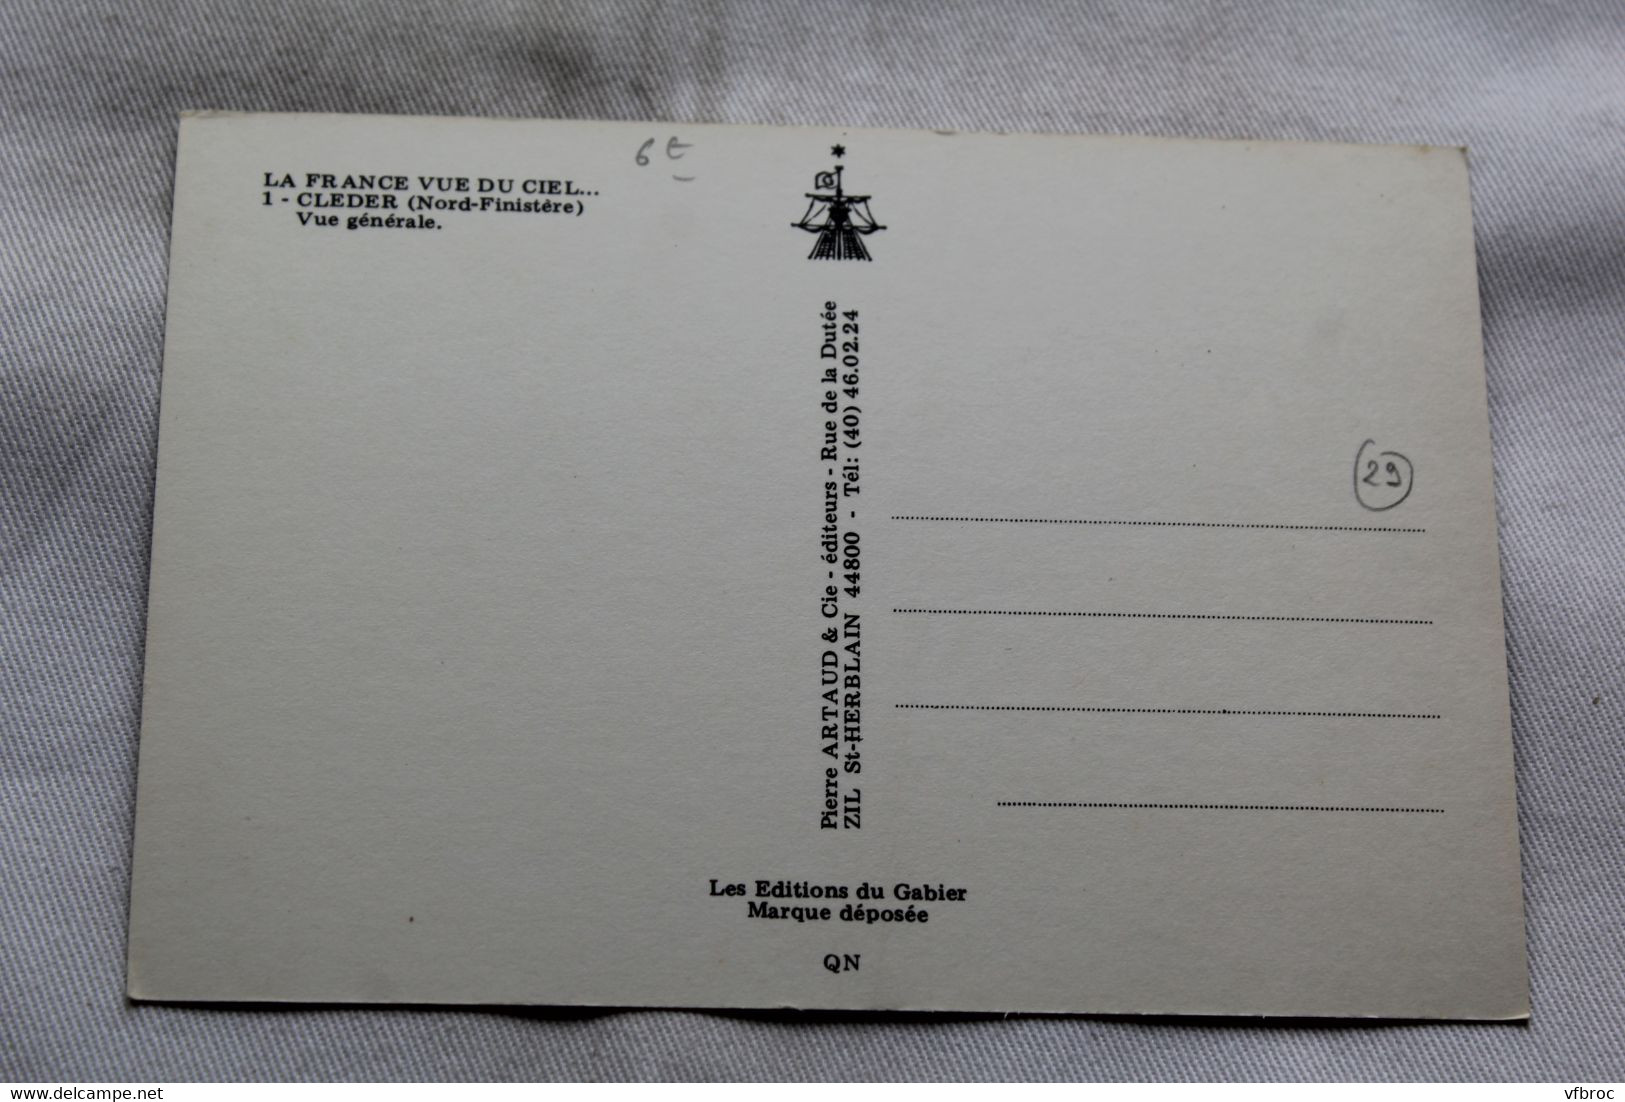 6 €
LA FRANCE VUE DU CIEL...
1 - CLEDER (Nord-Finistère)
Vue générale.
Pierre ARTAUD & Cie - éditeurs - Rue de la Dutée
ZIL St-HERBLAIN 44800 - Tél: (40) 46.02.24
29
Les Editions du Gabier
Marque déposée
QN
www.delcampe.net
vfbroc